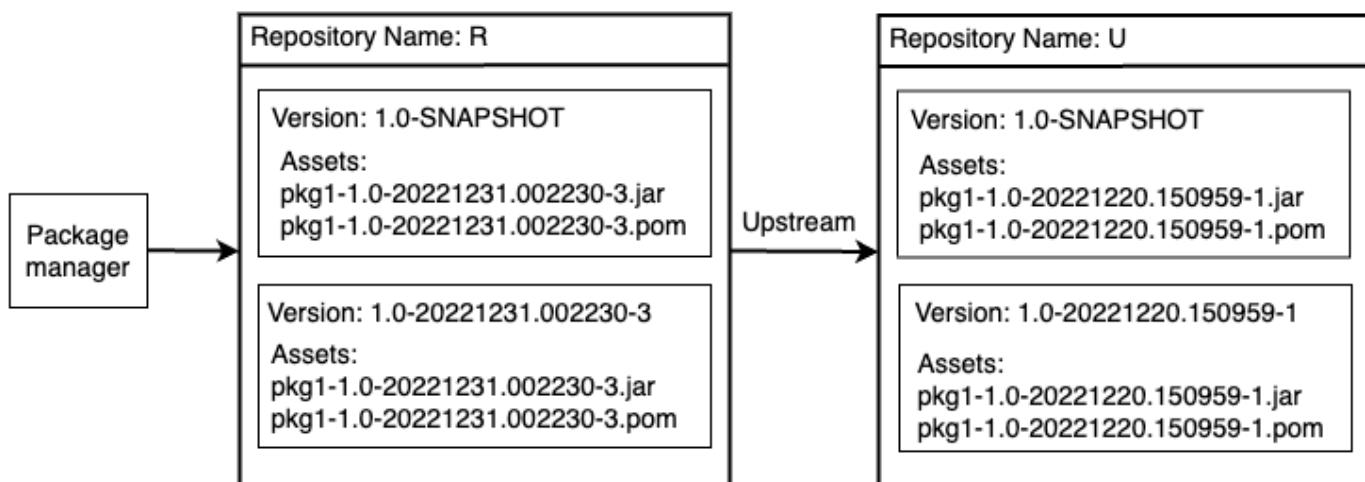 Package
manager
Repository Name: R
Version: 1.0-SNAPSHOT
Assets:
pkg1-1.0-20221231.002230-3.jar
pkg1-1.0-20221231.002230-3.pom
Version: 1.0-20221231.002230-3
Assets:
pkg1-1.0-20221231.002230-3.jar
pkg1-1.0-20221231.002230-3.pom
Upstream
Repository Name: U
Version: 1.0-SNAPSHOT
Assets:
pkg1-1.0-20221220.150959-1.jar
pkg1-1.0-20221220.150959-1.pom
Version: 1.0-20221220.150959-1
Assets:
pkg1-1.0-20221220.150959-1.jar
pkg1-1.0-20221220.150959-1.pom